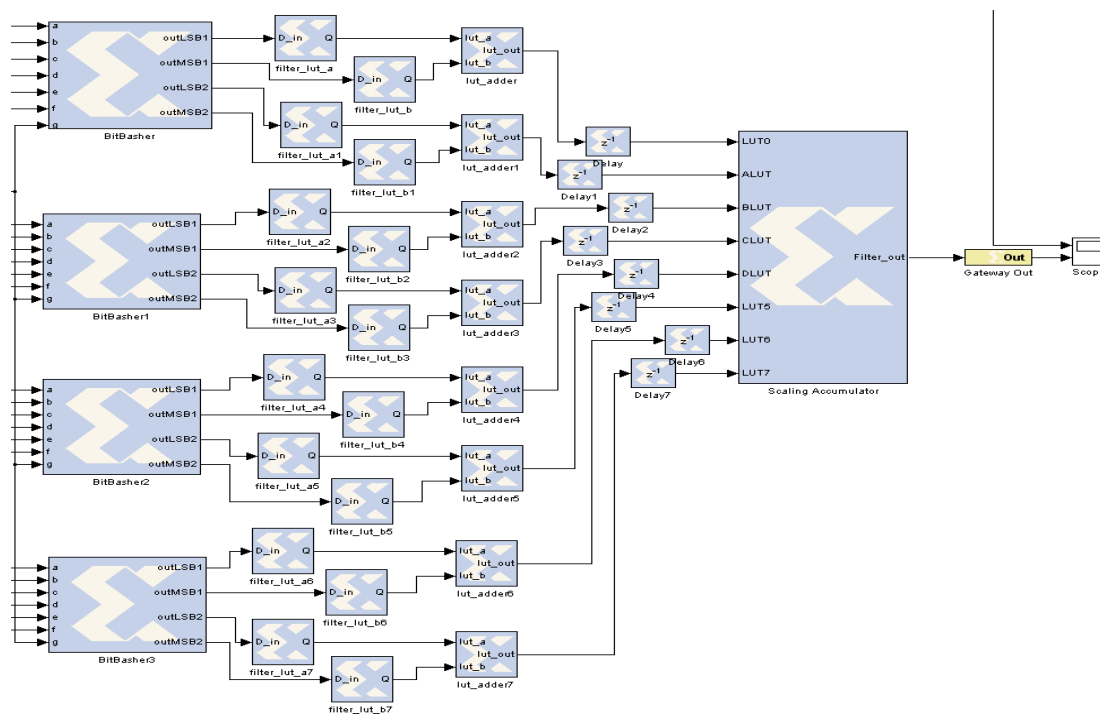 a
b
c
d
e
f
g
outLSB1
outMSB1
outLSB2
outMSB2
BitBasher
D_in Q
filter_lut_a
D_in Q
filter_lut_b
D_in Q
filter_lut_a1
D_in Q
filter_lut_b1
lut_a
lut_b
lut_out
lut_adder
lut_a
lut_b
lut_out
lut_adder1
a
b
c
d
e
f
g
outLSB1
outMSB1
outLSB2
outMSB2
BitBasher1
D_in Q
filter_lut_a2
D_in Q
filter_lut_b2
D_in Q
filter_lut_a3
D_in Q
filter_lut_b3
lut_a
lut_b
lut_out
lut_adder2
lut_a
lut_b
lut_out
lut_adder3
a
b
c
d
e
f
g
outLSB1
outMSB1
outLSB2
outMSB2
BitBasher2
D_in Q
filter_lut_a4
D_in Q
filter_lut_b4
D_in Q
filter_lut_a5
D_in Q
filter_lut_b5
lut_a
lut_b
lut_out
lut_adder4
lut_a
lut_b
lut_out
lut_adder5
a
b
c
d
e
f
g
outLSB1
outMSB1
outLSB2
outMSB2
BitBasher3
D_in Q
filter_lut_a6
D_in Q
filter_lut_b6
D_in Q
filter_lut_a7
D_in Q
filter_lut_b7
lut_a
lut_b
lut_out
lut_adder6
lut_a
lut_b
lut_out
lut_adder7
z-1
Delay
z-1
Delay1
z-1
Delay2
z-1
Delay3
z-1
Delay4
z-1
Delay5
z-1
Delay6
z-1
Delay7
LUT0
ALUT
BLUT
CLUT
DLUT
LUT5
LUT6
LUT7
Filter_out
Scaling Accumulator
Out
Gateway Out
Scop